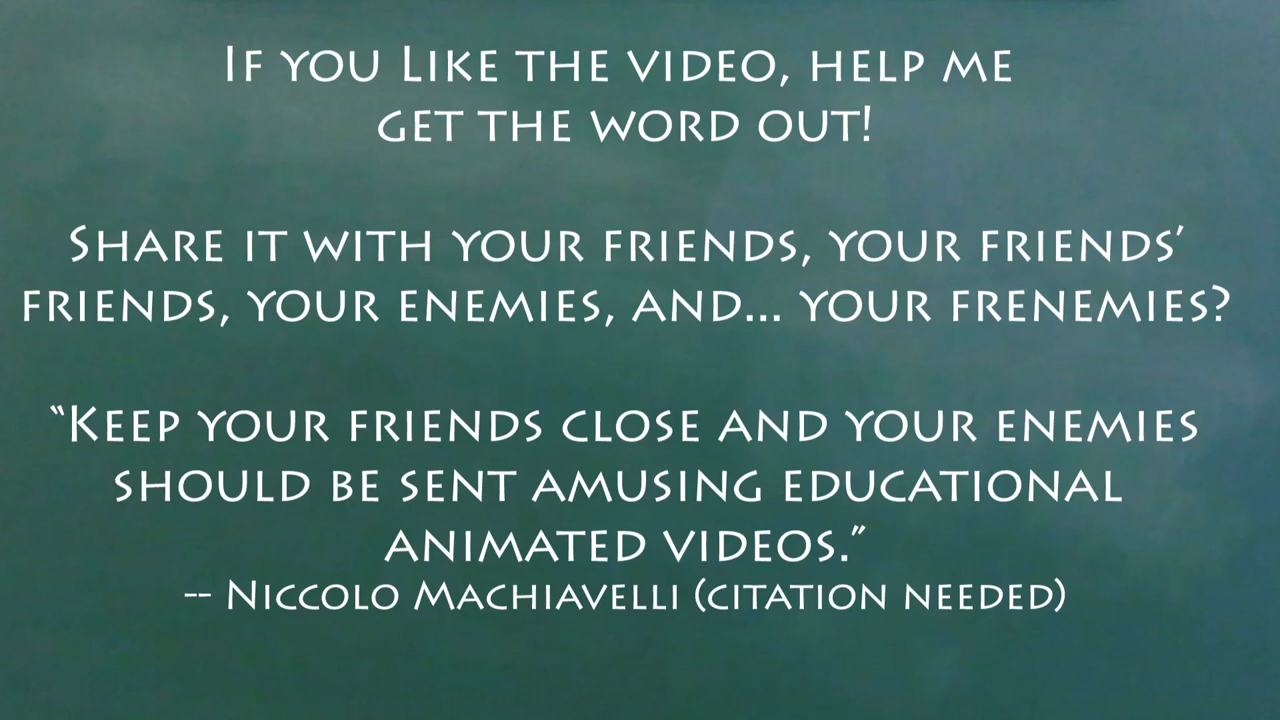 If you Like the video, help me
get the word out!
Share it with your friends, your friends’
friends, your enemies, and... your frenemies?
“Keep your friends close and your enemies
should be sent amusing educational
animated videos.”
-- Niccolo Machiavelli (citation needed)